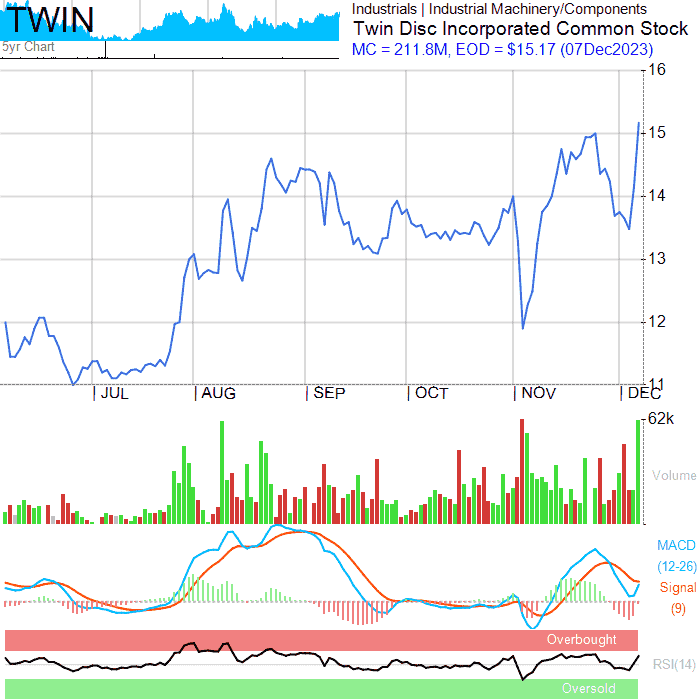 TWIN
5yr Chart
Industrials | Industrial Machinery/Components
Twin Disc Incorporated Common Stock
MC = 211.8M, EOD = $15.17 (07Dec2023)
16
15
14
13
12
11
JUL AUG SEP OCT NOV DEC
62k
Volume
MACD
(12-26)
Signal
(9)
Overbought
RSI(14)
Oversold